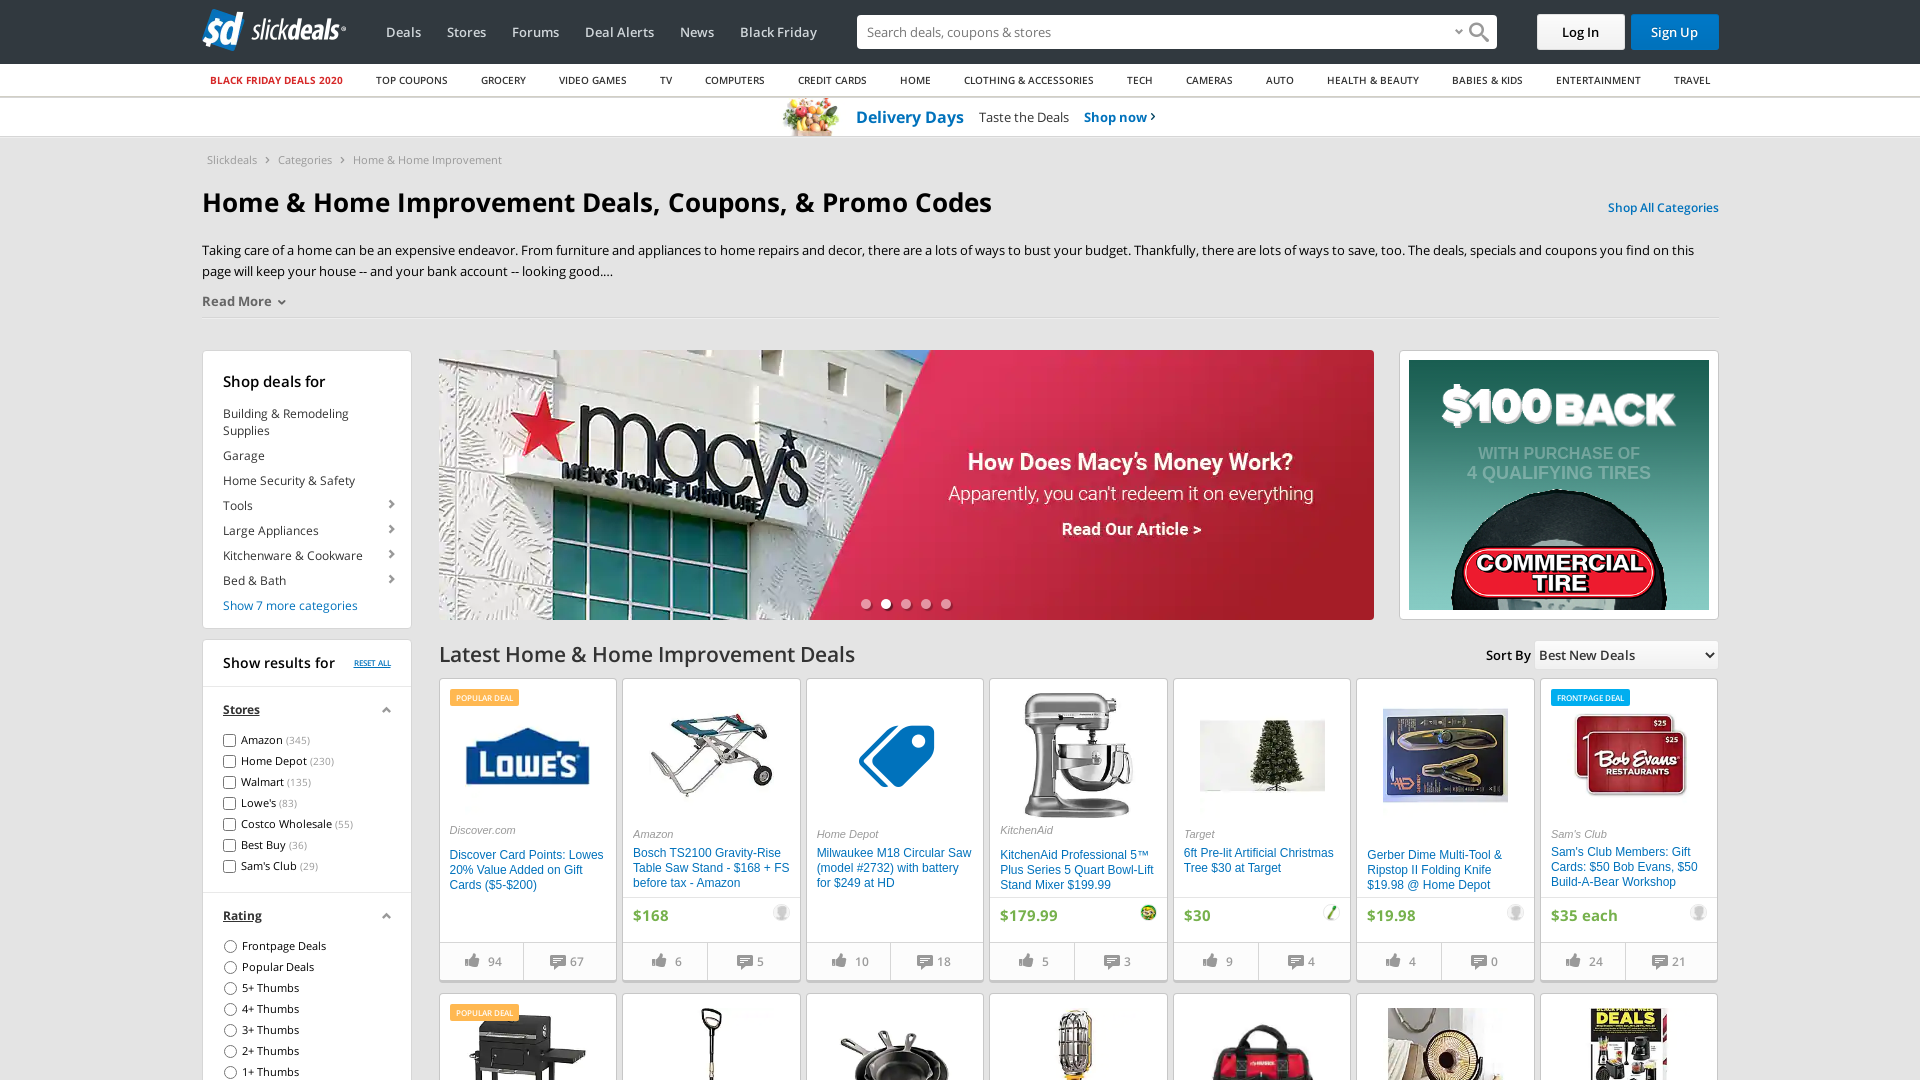 slickdeals
Deals
Stores
Forums
Deal Alerts
News
Black Friday
Search deals, coupons & stores
Log In
Sign Up
BLACK FRIDAY DEALS 2020
TOP COUPONS
GROCERY
VIDEO GAMES
TV
COMPUTERS
CREDIT CARDS
HOME
CLOTHING & ACCESSORIES
TECH
CAMERAS
AUTO
HEALTH & BEAUTY
BABIES & KIDS
ENTERTAINMENT
TRAVEL
Delivery Days
Taste the Deals
Shop now
Slickdeals
Categories
Home & Home Improvement
Home & Home Improvement Deals, Coupons, & Promo Codes
Shop All Categories
Taking care of a home can be an expensive endeavor. From furniture and appliances to home repairs and decor, there are a lots of ways to bust your budget. Thankfully, there are lots of ways to save, too. The deals, specials and coupons you find on this
page will keep your house -- and your bank account -- looking good....
Read More
Shop deals for
Building & Remodeling
Supplies
Garage
Home Security & Safety
Tools
Large Appliances
Kitchenware & Cookware
Bed & Bath
Show 7 more categories
macy's
MEN'S HOME FURNITURE
How Does Macy's Money Work?
Apparently, you can't redeem it on everything
Read Our Article >
$100 BACK
WITH PURCHASE OF
4 QUALIFYING TIRES
COMMERCIAL
TIRE
Show results for
RESET ALL
Stores
Amazon (345)
Home Depot (230)
Walmart (135)
Lowe's (83)
Costco Wholesale (55)
Best Buy (36)
Sam's Club (29)
Rating
Frontpage Deals
Popular Deals
5+ Thumbs
4+ Thumbs
3+ Thumbs
2+ Thumbs
1+ Thumbs
Latest Home & Home Improvement Deals
Sort By
Best New Deals
POPULAR DEAL
LOWE'S
Discover.com
Discover Card Points: Lowes
20% Value Added on Gift
Cards ($5-$200)
94
67
Amazon
Bosch TS2100 Gravity-Rise
Table Saw Stand - $168 + FS
before tax - Amazon
$168
6
5
Home Depot
Milwaukee M18 Circular Saw
(model #2732) with battery
for $249 at HD
10
18
KitchenAid
KitchenAid Professional 5™
Plus Series 5 Quart Bowl-Lift
Stand Mixer $199.99
$179.99
5
3
Target
6ft Pre-lit Artificial Christmas
Tree $30 at Target
$30
9
4
Gerber Dime Multi-Tool &
Ripstop II Folding Knife
$19.98 @ Home Depot
$19.98
4
0
FRONTPAGE DEAL
$25
$25
Bob Evans
RESTAURANTS
Sam's Club
Sam's Club Members: Gift
Cards: $50 Bob Evans, $50
Build-A-Bear Workshop
$35 each
24
21
POPULAR DEAL
DEALS